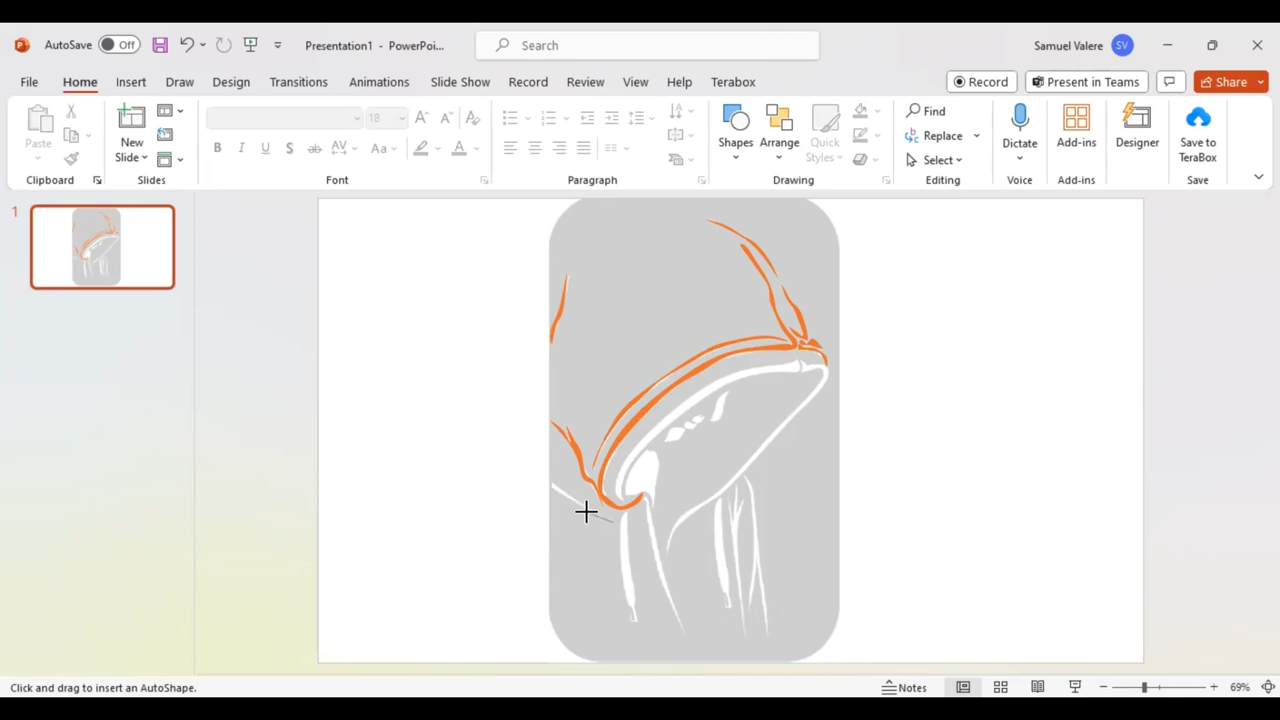 AutoSave Off Presentation1 - PowerPoi... Search Samuel Valere SV
File Home Insert Draw Design Transitions Animations Slide Show Record Review View Help Terabox Record Present in Teams Share
Paste New Slide 18 Aa Shapes Arrange Quick Styles Find Replace Select Dictate Add-ins Designer Save to TeraBox
Clipboard Slides Font Paragraph Drawing Editing Voice Add-ins Save
1
Click and drag to insert an AutoShape. Notes 69%